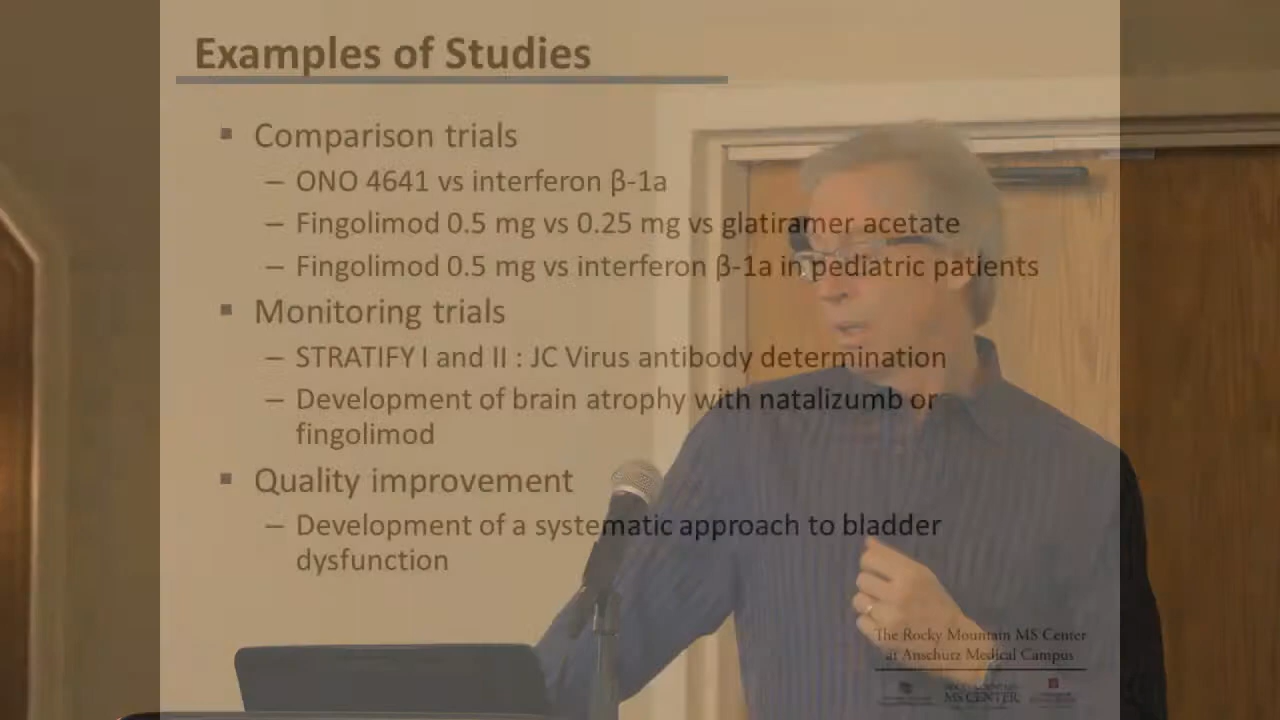 Examples of Studies
▪ Comparison trials
– ONO 4641 vs interferon β-1a
– Fingolimod 0.5 mg vs 0.25 mg vs glatiramer acetate
– Fingolimod 0.5 mg vs interferon β-1a in pediatric patients
▪ Monitoring trials
– STRATIFY I and II : JC Virus antibody determination
– Development of brain atrophy with natalizumb or
fingolimod
▪ Quality improvement
– Development of a systematic approach to bladder
dysfunction
The Rocky Mountain MS Center
at Anschutz Medical Campus
MS CENTER